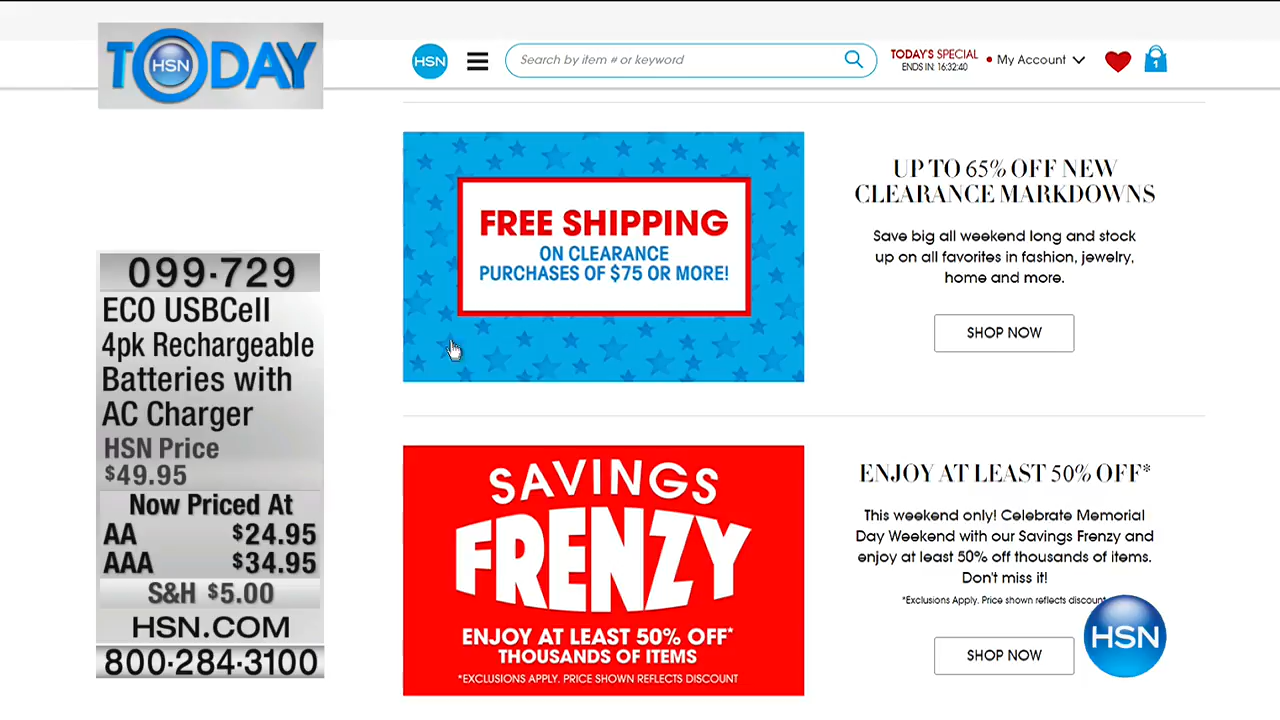 TODAY
HSN
HSN
Search by item # or keyword
TODAY'S SPECIAL
ENDS IN: 16:32:40
My Account
1
FREE SHIPPING
ON CLEARANCE
PURCHASES OF $75 OR MORE!
UP TO 65% OFF NEW
CLEARANCE MARKDOWNS
Save big all weekend long and stock
up on all favorites in fashion, jewelry,
home and more.
SHOP NOW
099-729
ECO USBCell
4pk Rechargeable
Batteries with
AC Charger
HSN Price
$49.95
Now Priced At
AA $24.95
AAA $34.95
S&H $5.00
HSN.COM
800-284-3100
SAVINGS
FRENZY
ENJOY AT LEAST 50% OFF*
THOUSANDS OF ITEMS
*EXCLUSIONS APPLY. PRICE SHOWN REFLECTS DISCOUNT
ENJOY AT LEAST 50% OFF*
This weekend only! Celebrate Memorial
Day Weekend with our Savings Frenzy and
enjoy at least 50% off thousands of items.
Don't miss it!
*Exclusions Apply. Price shown reflects discount
SHOP NOW
HSN